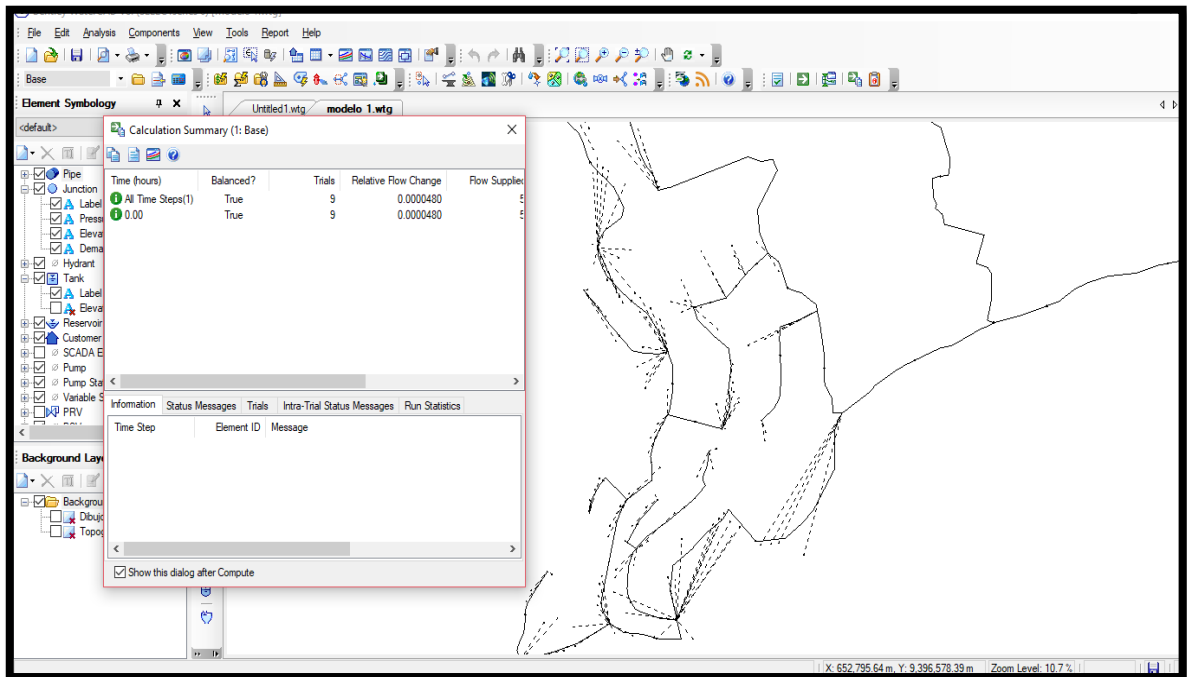 File Edit Analysis Components View Tools Report Help
Base
Element Symbology
Untitled1.wtg modelo 1.wtg
<default>
Calculation Summary (1: Base)
Time (hours) Balanced? Trials Relative Flow Change Flow Supplied
All Time Steps(1) True 9 0.0000480 5
0.00 True 9 0.0000480 5
Pipe
Junction
Label
Press
Eleva
Dema
Hydrant
Tank
Label
Eleva
Reservoir
Customer
SCADA E
Pump
Pump Sta
Variable S
PRV
Information Status Messages Trials Intra-Trial Status Messages Run Statistics
Time Step Element ID Message
Background Laye
Backgrou
Dibujo
Topog
Show this dialog after Compute
X: 652,795.64 m, Y: 9,396,578.39 m Zoom Level: 10.7 %